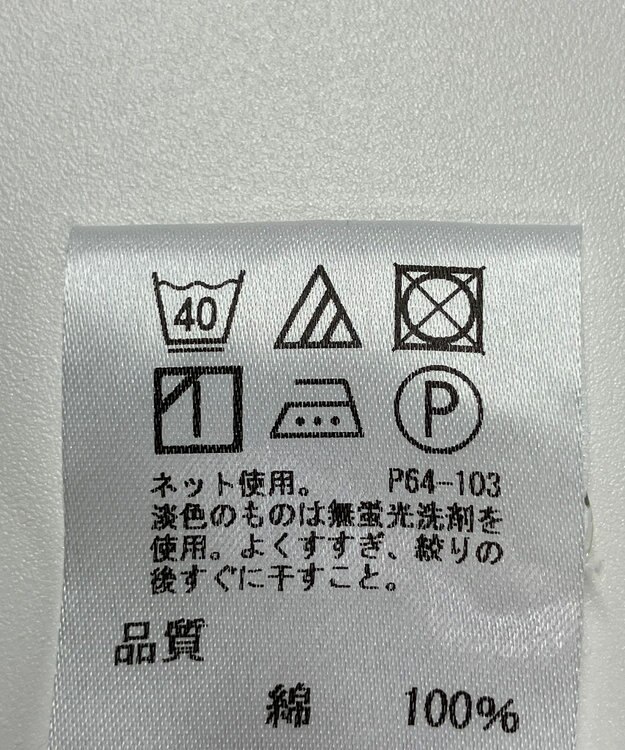 40
P
ネット使用。 P64-103
淡色のものは無蛍光洗剤を
使用。よくすすぎ、絞りの
後すぐに干すこと。
品質
綿 100%